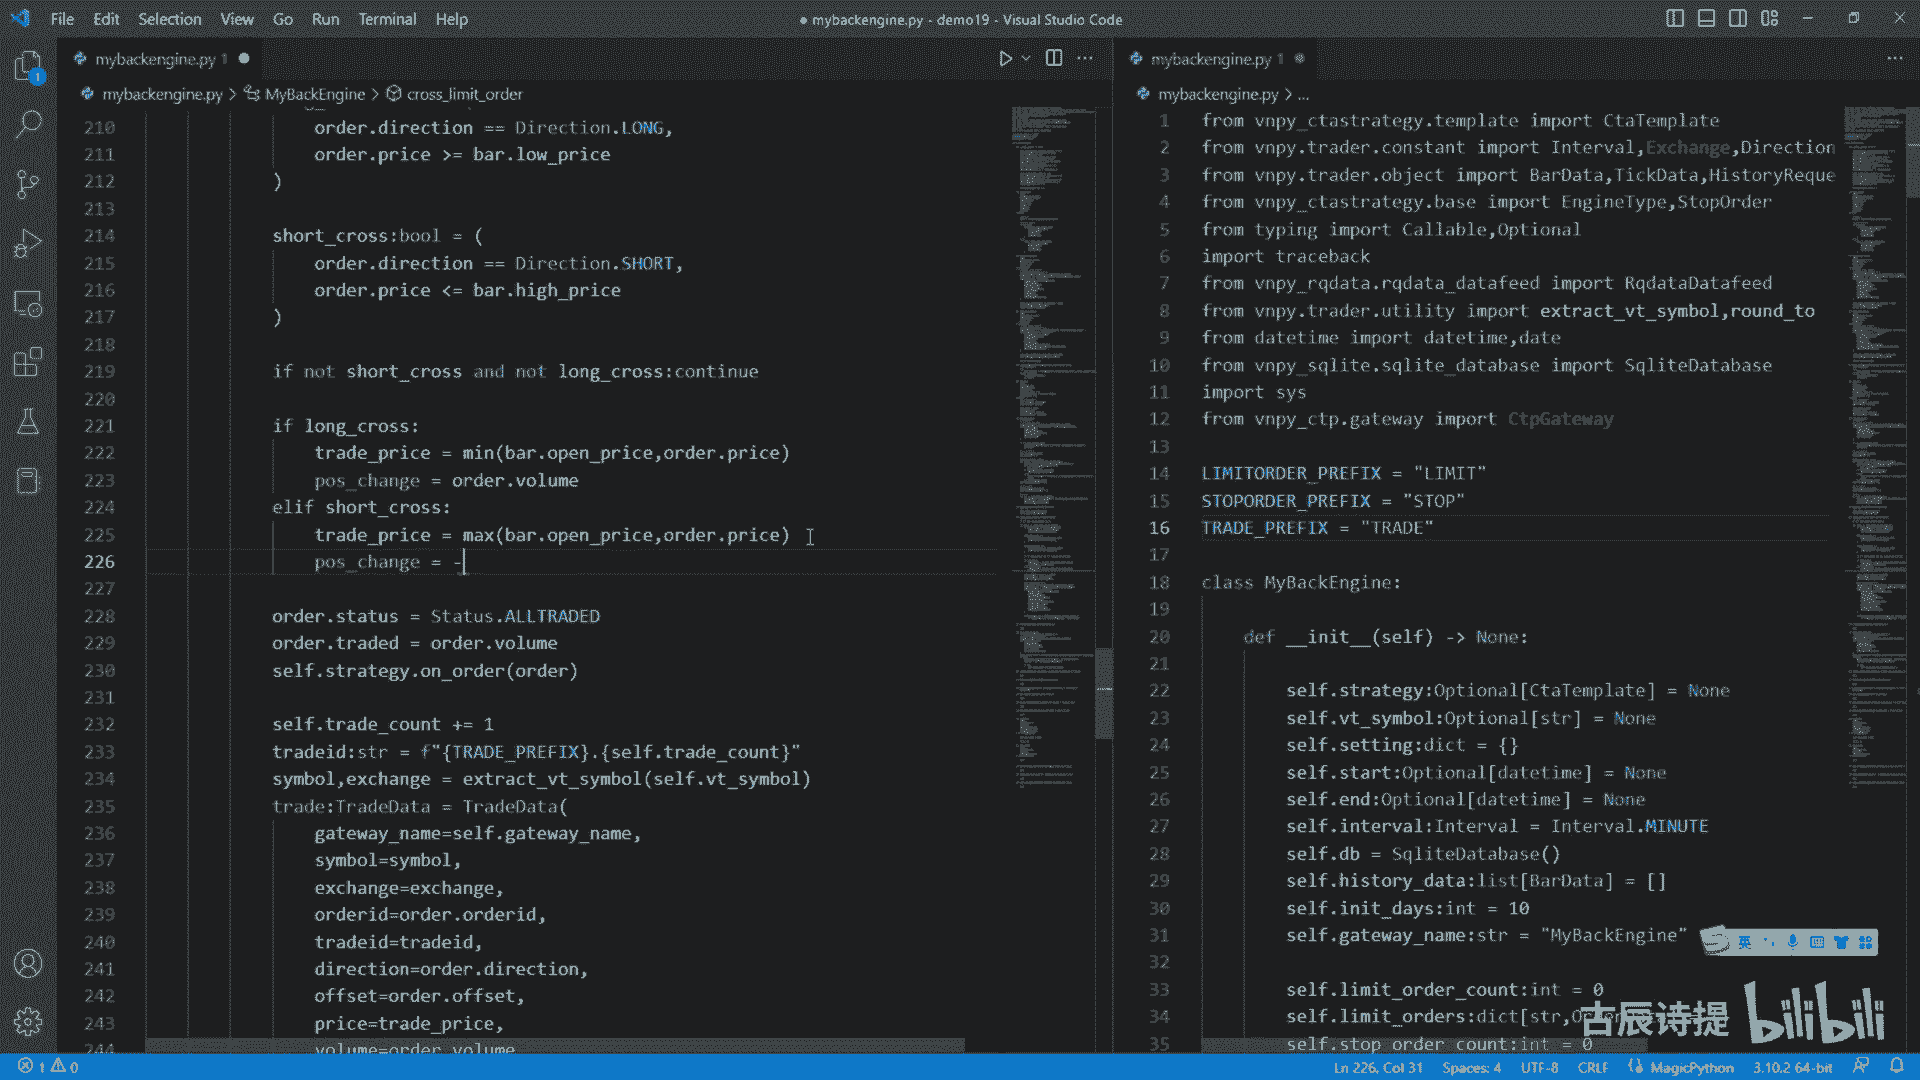 File Edit Selection View Go Run Terminal Help
● mybackengine.py - demo19 - Visual Studio Code
mybackengine.py 1
mybackengine.py > MyBackEngine > cross_limit_order
210 order.direction == Direction.LONG,
211 order.price >= bar.low_price
212 )
213
214 short_cross:bool = (
215 order.direction == Direction.SHORT,
216 order.price <= bar.high_price
217 )
218
219 if not short_cross and not long_cross:continue
220
221 if long_cross:
222 trade_price = min(bar.open_price,order.price)
223 pos_change = order.volume
224 elif short_cross:
225 trade_price = max(bar.open_price,order.price)
226 pos_change = -
227
228 order.status = Status.ALLTRADED
229 order.traded = order.volume
230 self.strategy.on_order(order)
231
232 self.trade_count += 1
233 tradeid:str = f"{TRADE_PREFIX}.{self.trade_count}"
234 symbol,exchange = extract_vt_symbol(self.vt_symbol)
235 trade:TradeData = TradeData(
236 gateway_name=self.gateway_name,
237 symbol=symbol,
238 exchange=exchange,
239 orderid=order.orderid,
240 tradeid=tradeid,
241 direction=order.direction,
242 offset=order.offset,
243 price=trade_price,
244 volume=order.volume
mybackengine.py 1
mybackengine.py > ...
1 from vnpy_ctastrategy.template import CtaTemplate
2 from vnpy.trader.constant import Interval,Exchange,Direction
3 from vnpy.trader.object import BarData,TickData,HistoryReque
4 from vnpy_ctastrategy.base import EngineType,StopOrder
5 from typing import Callable,Optional
6 import traceback
7 from vnpy_rqdata.rqdata_datafeed import RqdataDatafeed
8 from vnpy.trader.utility import extract_vt_symbol,round_to
9 from datetime import datetime,date
10 from vnpy_sqlite.sqlite_database import SqliteDatabase
11 import sys
12 from vnpy_ctp.gateway import CtpGateway
13
14 LIMITORDER_PREFIX = "LIMIT"
15 STOPORDER_PREFIX = "STOP"
16 TRADE_PREFIX = "TRADE"
17
18 class MyBackEngine:
19
20 def __init__(self) -> None:
21
22 self.strategy:Optional[CtaTemplate] = None
23 self.vt_symbol:Optional[str] = None
24 self.setting:dict = {}
25 self.start:Optional[datetime] = None
26 self.end:Optional[datetime] = None
27 self.interval:Interval = Interval.MINUTE
28 self.db = SqliteDatabase()
29 self.history_data:list[BarData] = []
30 self.init_days:int = 10
31 self.gateway_name:str = "MyBackEngine"
32
33 self.limit_order_count:int = 0
34 self.limit_orders:dict[str,
35 self.stop_order_count:int = 0
英
古辰诗提 bilibili
1 0 Ln 226, Col 31 Spaces: 4 UTF-8 CRLF MagicPython 3.10.2 64-bit